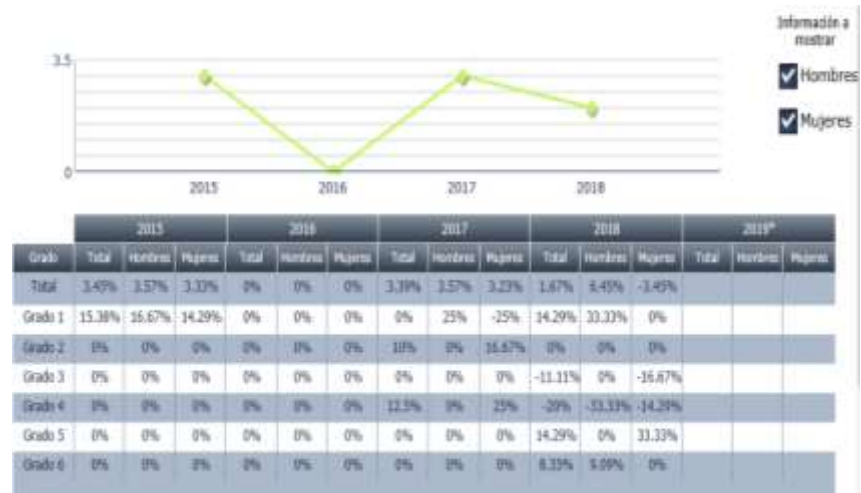 Información a
mostrar
Hombres
Mujeres
3.5
0
2015 2016 2017 2018
2015 2016 2017 2018 2019*
Grado Total Hombres Mujeres Total Hombres Mujeres Total Hombres Mujeres Total Hombres Mujeres Total Hombres Mujeres
Total 3.45% 3.57% 3.33% 0% 0% 0% 3.39% 3.57% 3.23% 1.67% 6.45% -3.45%
Grado 1 15.38% 16.67% 14.29% 0% 0% 0% 0% 25% -25% 14.29% 33.33% 0%
Grado 2 0% 0% 0% 0% 0% 0% 10% 0% 16.67% 0% 0% 0%
Grado 3 0% 0% 0% 0% 0% 0% 0% 0% 0% -11.11% 0% -16.67%
Grado 4 0% 0% 0% 0% 0% 0% 12.5% 0% 25% -20% -33.33% -14.29%
Grado 5 0% 0% 0% 0% 0% 0% 0% 0% 0% 14.29% 0% 33.33%
Grado 6 0% 0% 0% 0% 0% 0% 0% 0% 0% 8.33% 9.09% 0%